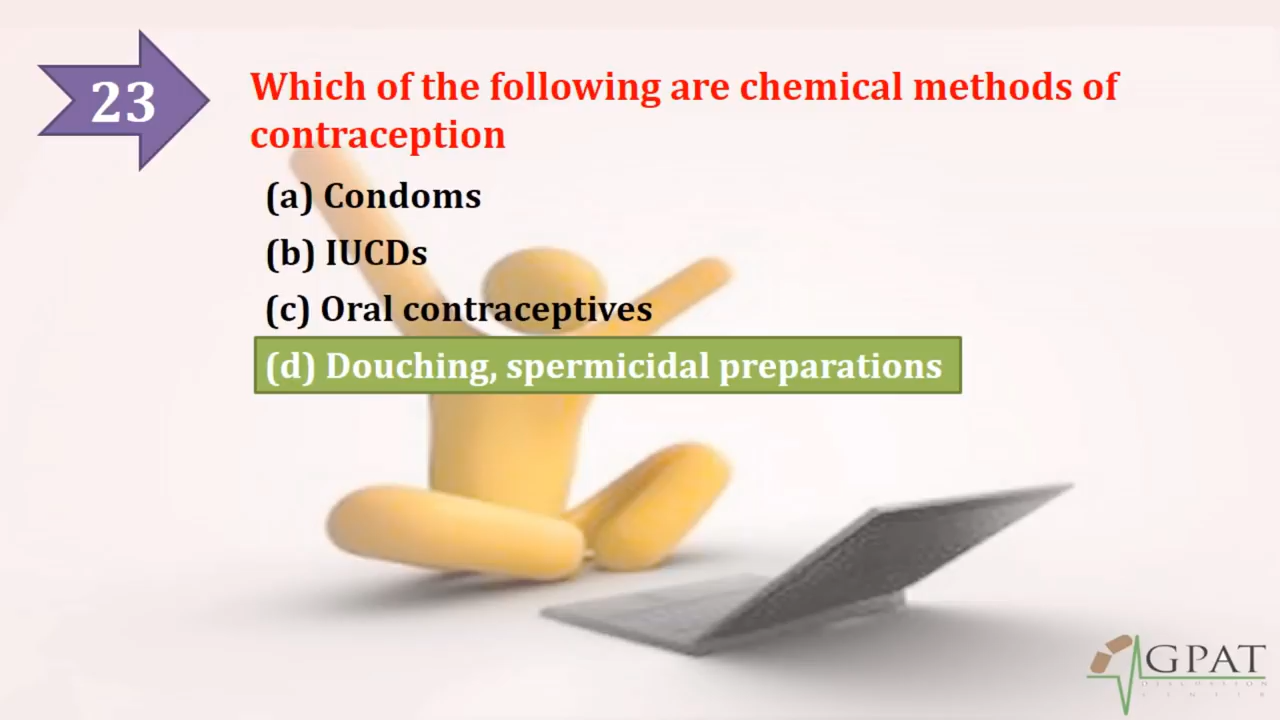 23
Which of the following are chemical methods of
contraception
(a) Condoms
(b) IUCDs
(c) Oral contraceptives
(d) Douching, spermicidal preparations
GPAT